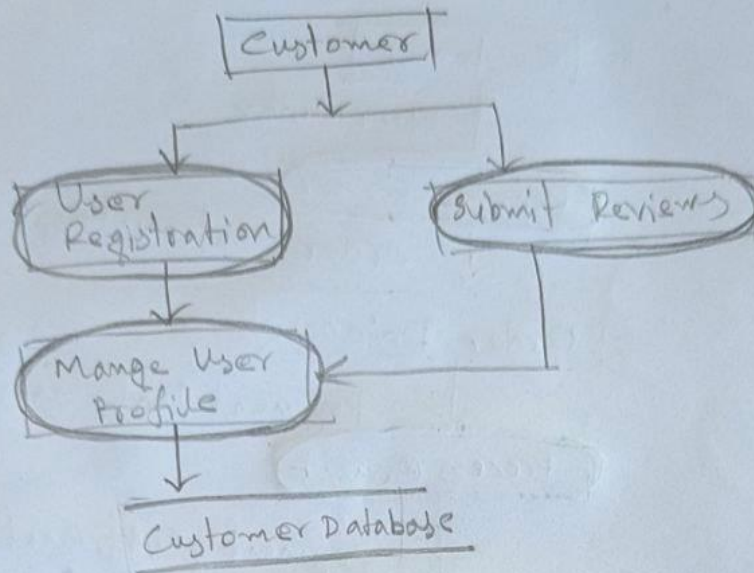 Customer
User
Registration
Submit Reviews
Mange User
Profile
Customer Database